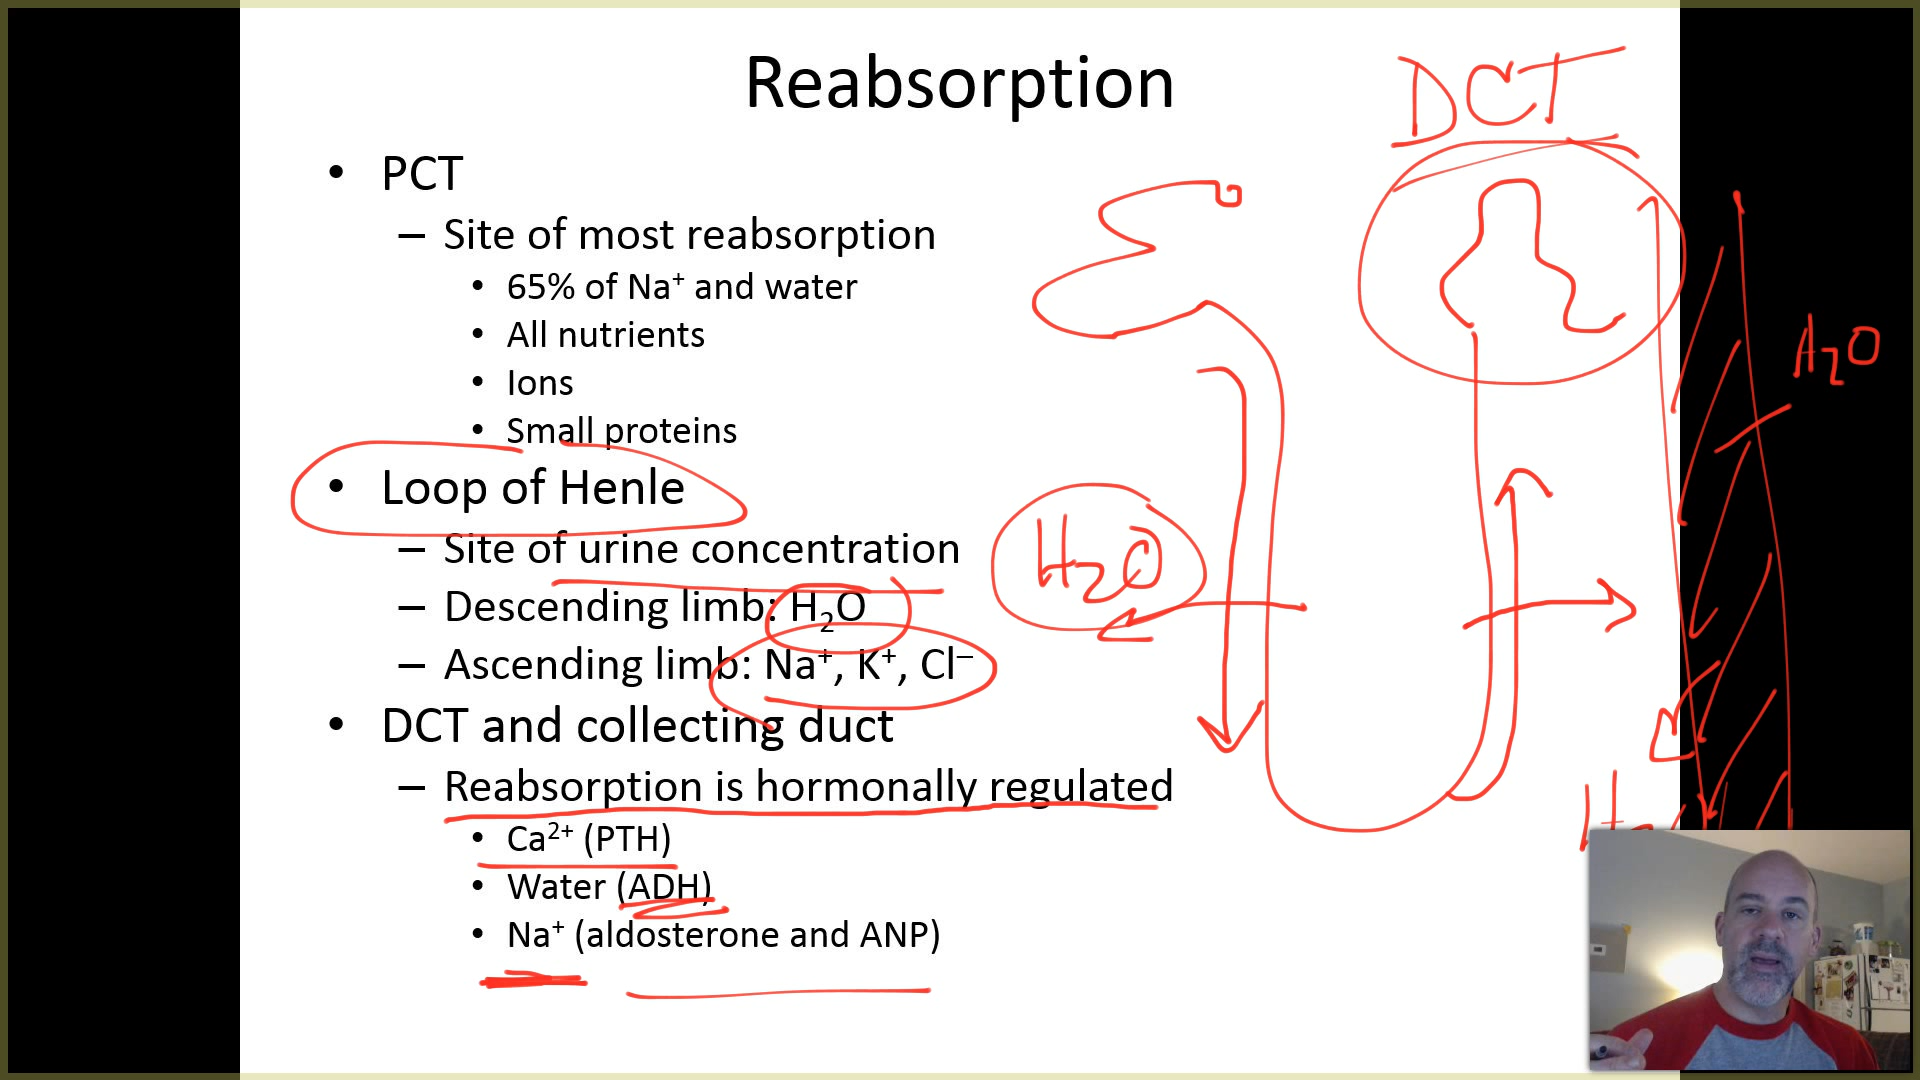 Reabsorption
DCT
• PCT
– Site of most reabsorption
• 65% of Na⁺ and water
• All nutrients
• Ions
• Small proteins
• Loop of Henle
– Site of urine concentration
– Descending limb: H₂O
– Ascending limb: Na⁺, K⁺, Cl⁻
• DCT and collecting duct
– Reabsorption is hormonally regulated
• Ca²⁺ (PTH)
• Water (ADH)
• Na⁺ (aldosterone and ANP)
H₂O
H₂O